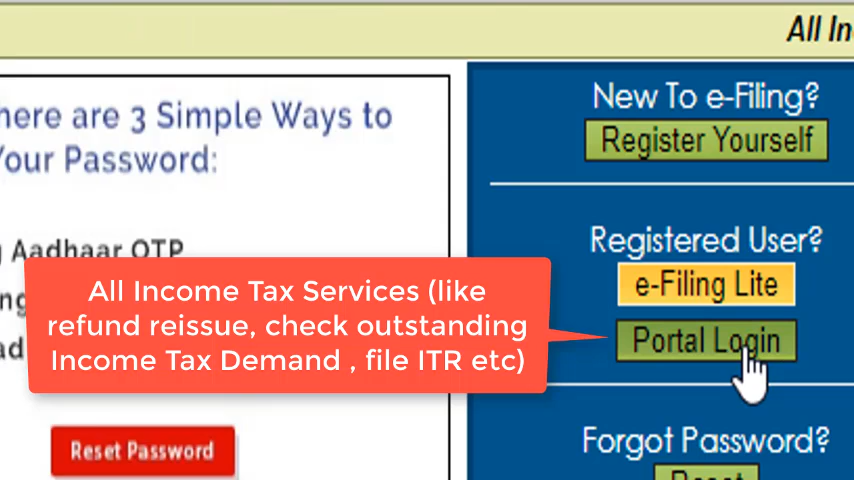 All In
here are 3 Simple Ways to
Your Password:
Aadhaar OTP
All Income Tax Services (like
refund reissue, check outstanding
Income Tax Demand , file ITR etc)
Reset Password
New To e-Filing?
Register Yourself
Registered User?
e-Filing Lite
Portal Login
Forgot Password?
Reset